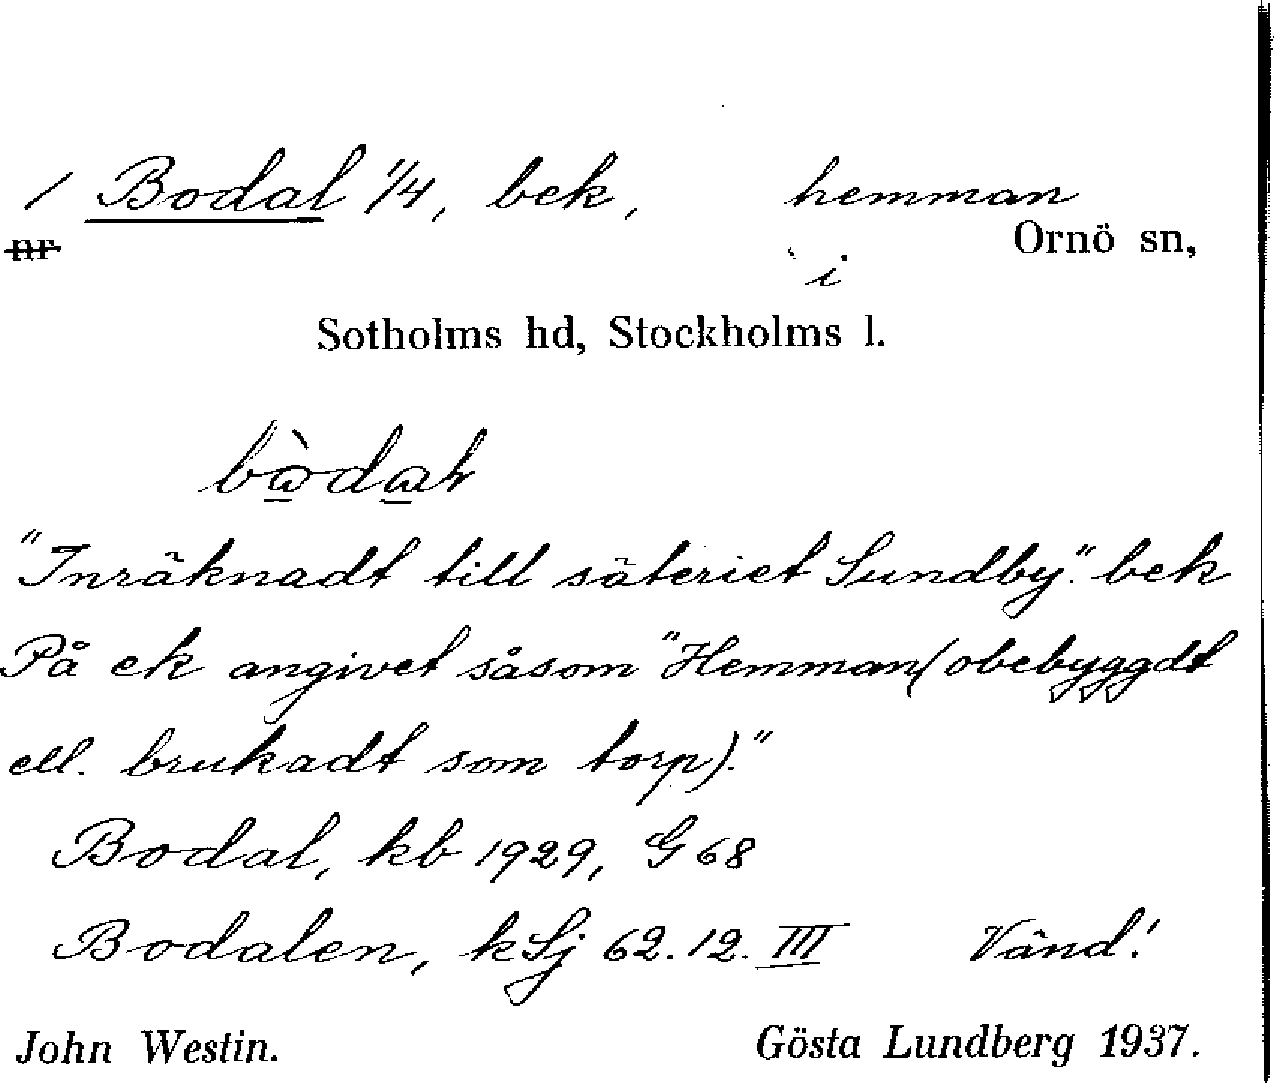 / Bodal 1/4, bek, hemman
nr Ornö sn,
i
Sotholms hd, Stockholms l.
"Inräknadt till säteriet Sundby." bek
På ek angivet såsom "Hemman (obebyggdt
ell. brukadt som torp)."
Bodal, kb 1929, G 68
Bodalen, kSj 62.12.III Vänd!
John Westin. Gösta Lundberg 1937.